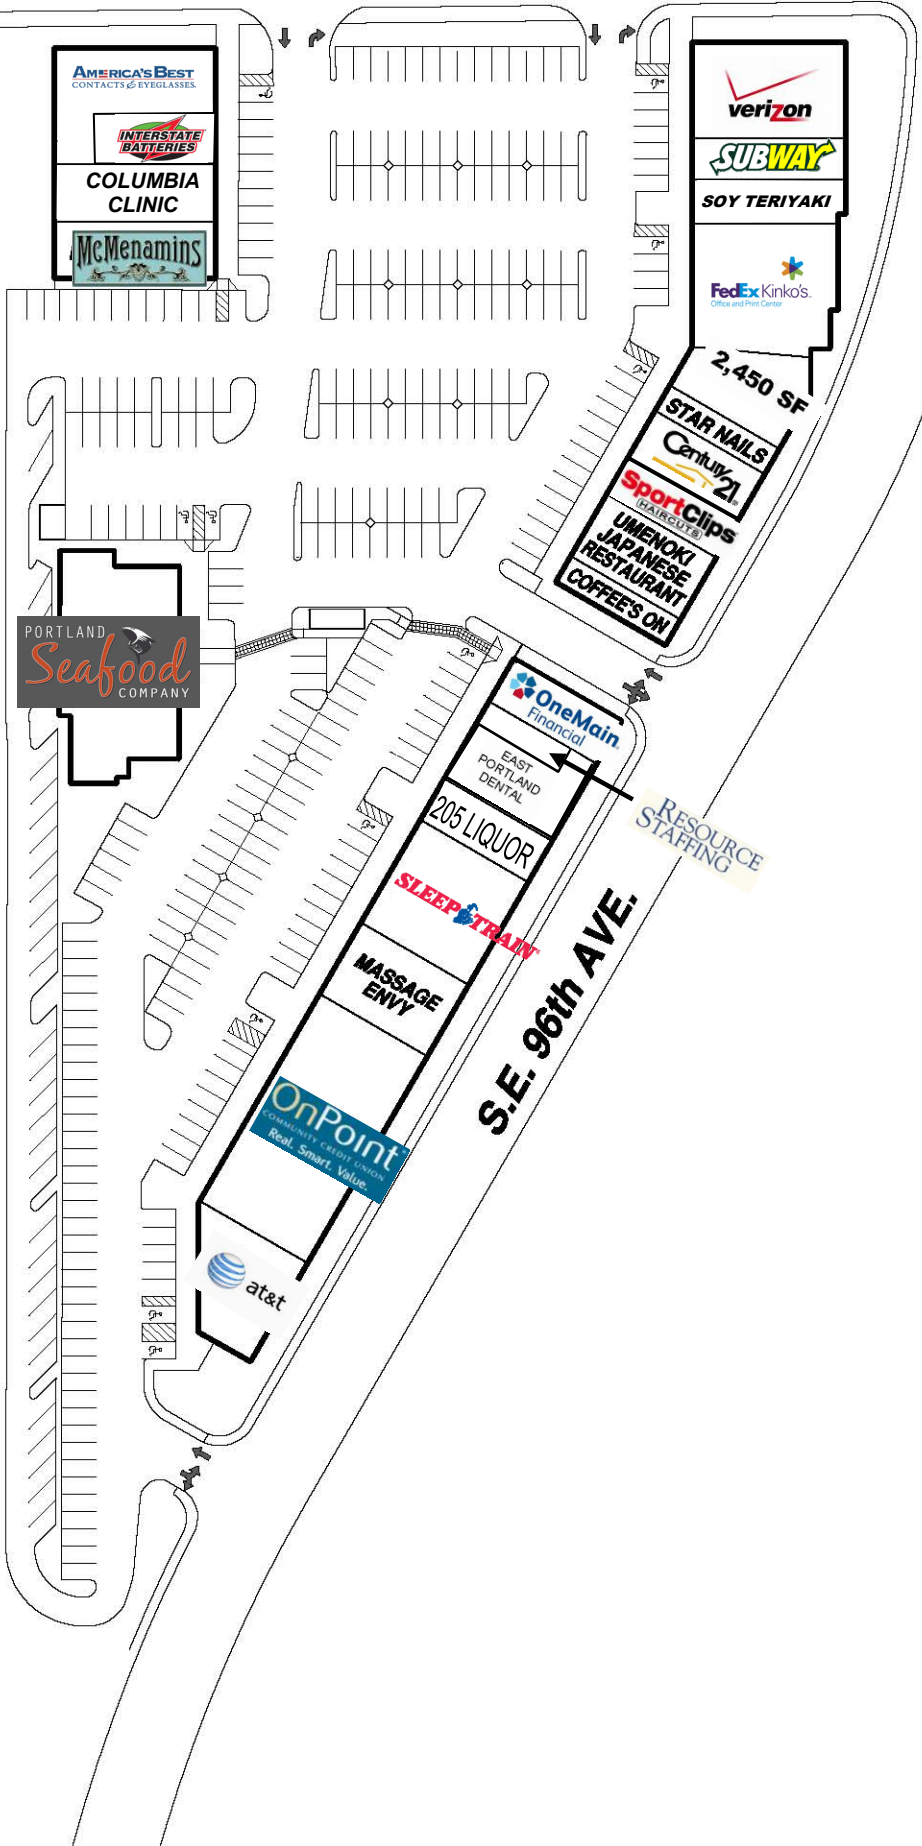 AMERICA'S BEST
CONTACTS & EYEGLASSES.
INTERSTATE
BATTERIES
COLUMBIA
CLINIC
McMenamins
verizon
SUBWAY
SOY TERIYAKI
FedEx Kinko's.
Office and Print Center
2,450 SF
STAR NAILS
Century 21
SportClips
HAIRCUTS
UMENOKI
JAPANESE
RESTAURANT
COFFEE'S ON
PORTLAND
Seafood
COMPANY
OneMain
Financial
EAST
PORTLAND
DENTAL
RESOURCE
STAFFING
205 LIQUOR
SLEEP TRAIN
MASSAGE
ENVY
S.E. 96th AVE.
OnPoint
COMMUNITY CREDIT UNION
Real. Smart. Value.
at&t